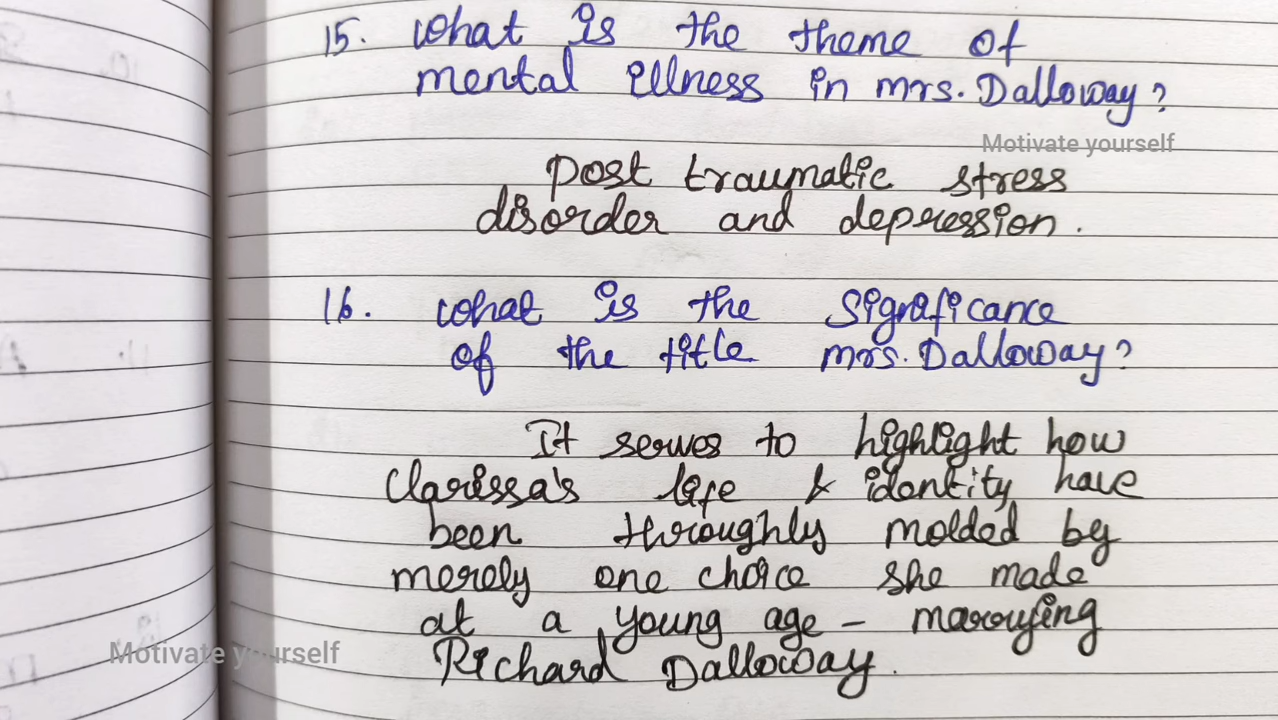 15. What is the theme of
mental illness in mrs. Dalloway?
Motivate yourself
Post traumatic stress
disorder and depression.
16. What is the Significance
of the title mrs. Dalloway?
It serves to highlight how
Clarissa's life & identity have
been throughly molded by
merely one choice she made
at a young age - marrying
Richard Dalloway.
Motivate yourself